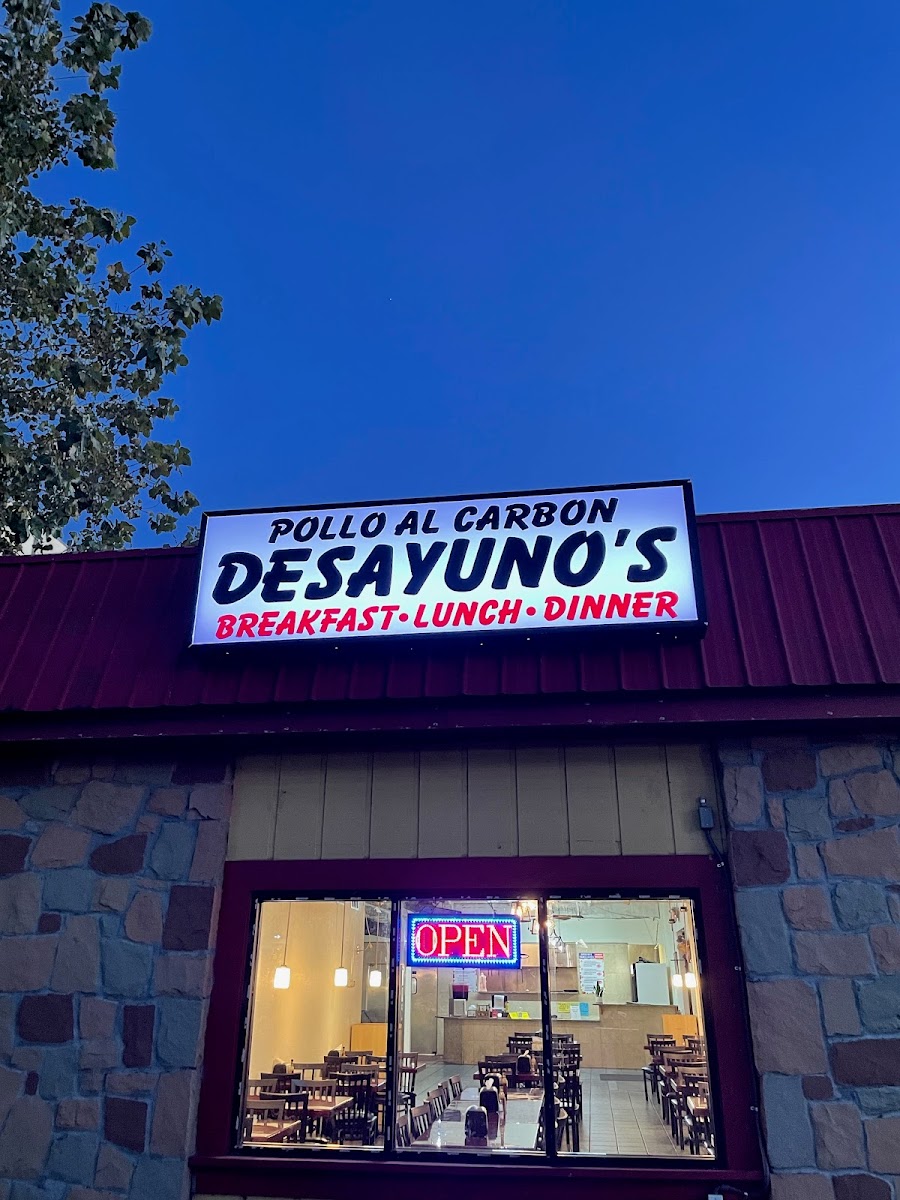 POLLO AL CARBON
DESAYUNO'S
BREAKFAST • LUNCH • DINNER
OPEN